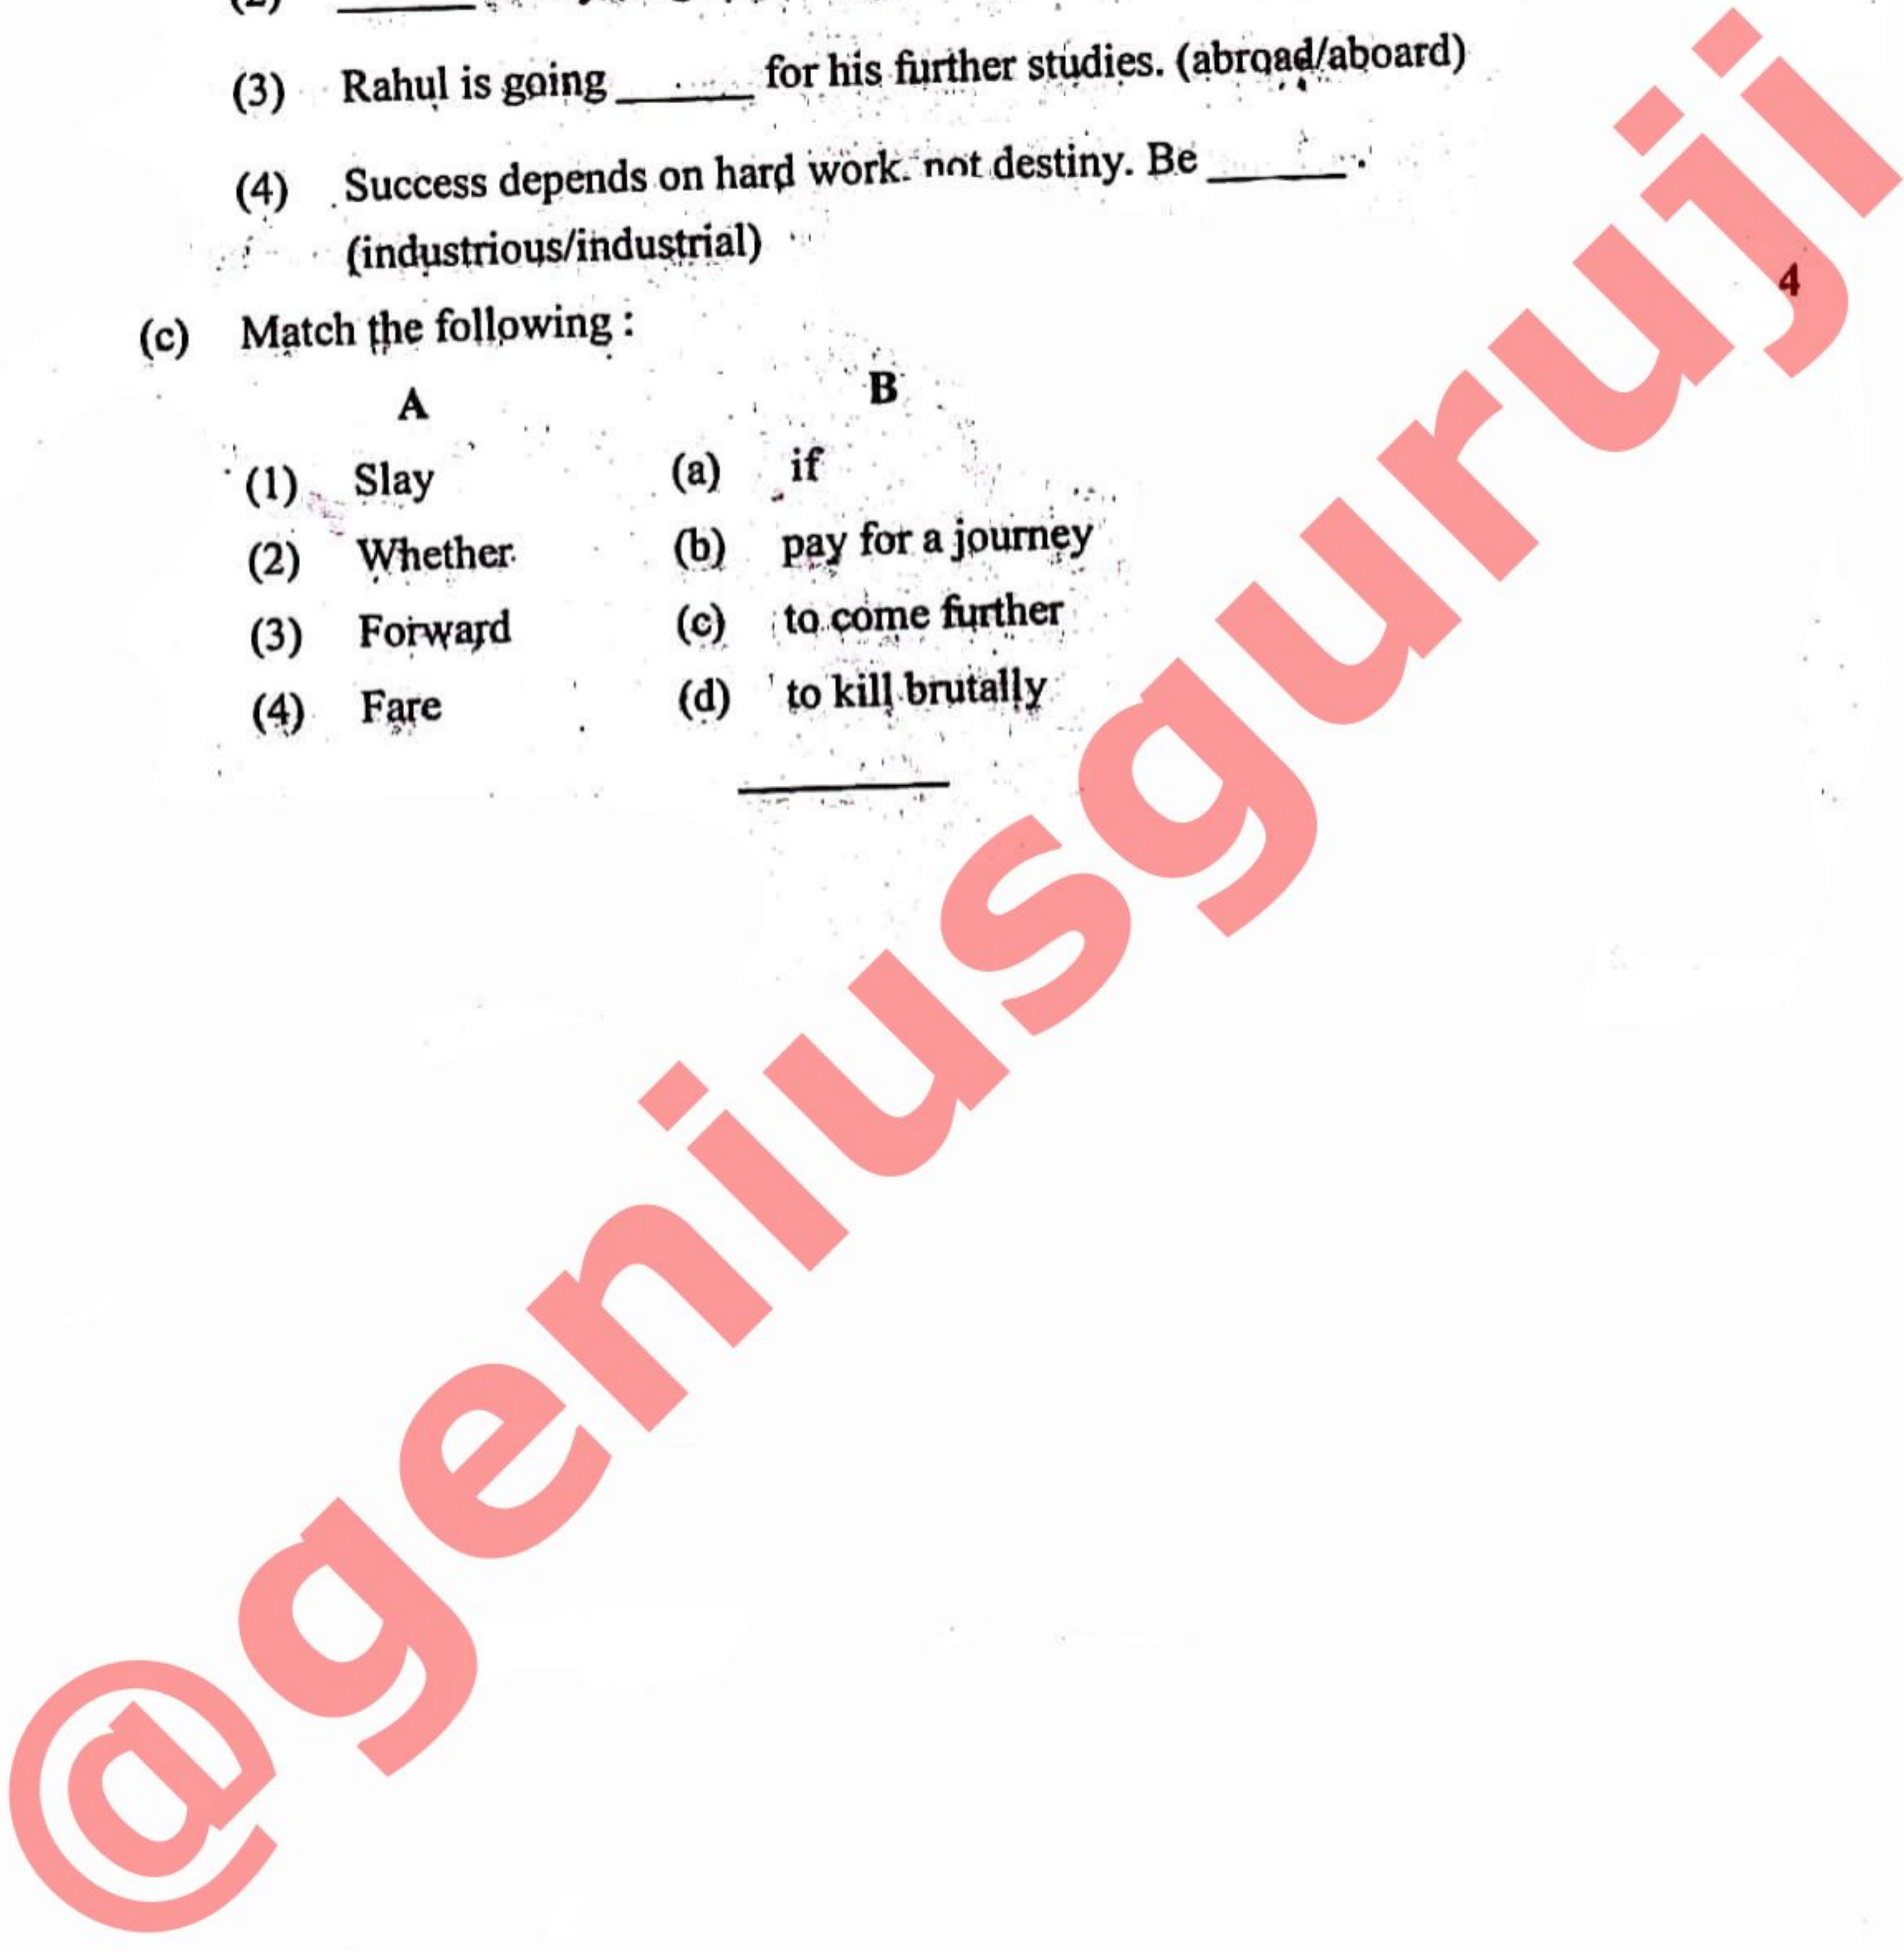 (3) Rahul is going ______ for his further studies. (abroad/aboard)
(4) Success depends on hard work. not destiny. Be ______.
(industrious/industrial)
4
(c) Match the following :
A B
(1) Slay (a) if
(2) Whether (b) pay for a journey
(3) Forward (c) to come further
(4) Fare (d) to kill brutally
@geniusguruji